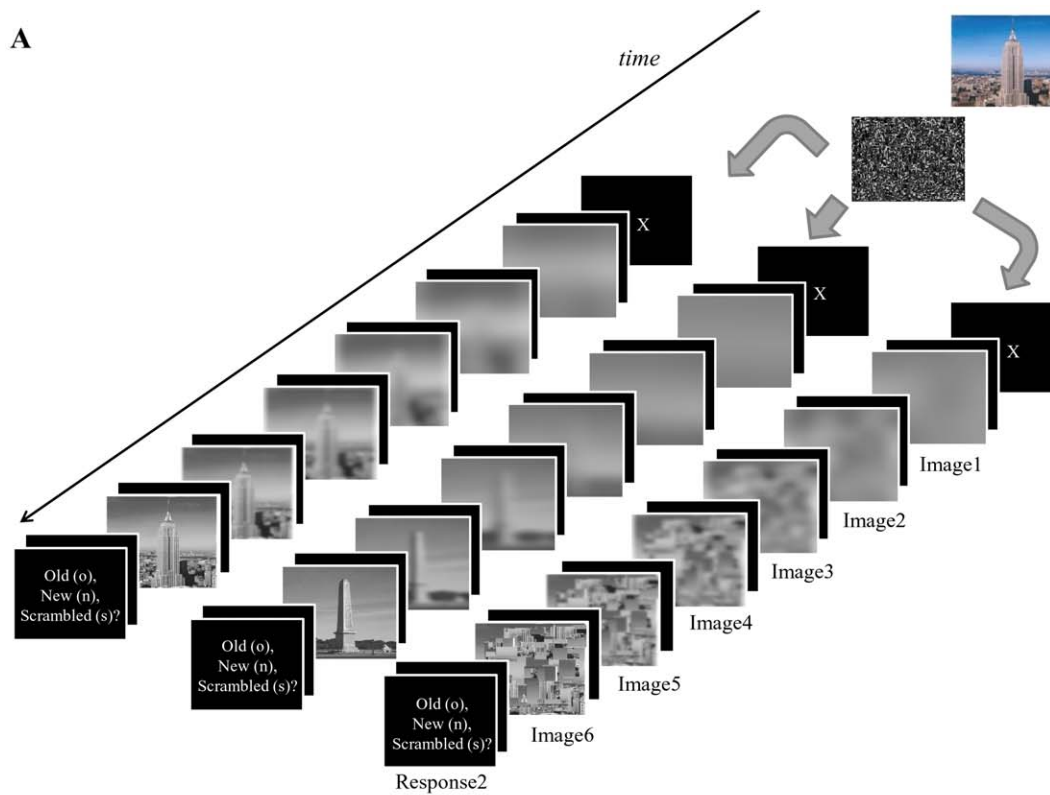 A
time
X
X
X
Image1
Image2
Image3
Image4
Image5
Image6
Old (o),
New (n),
Scrambled (s)?
Old (o),
New (n),
Scrambled (s)?
Old (o),
New (n),
Scrambled (s)?
Response2